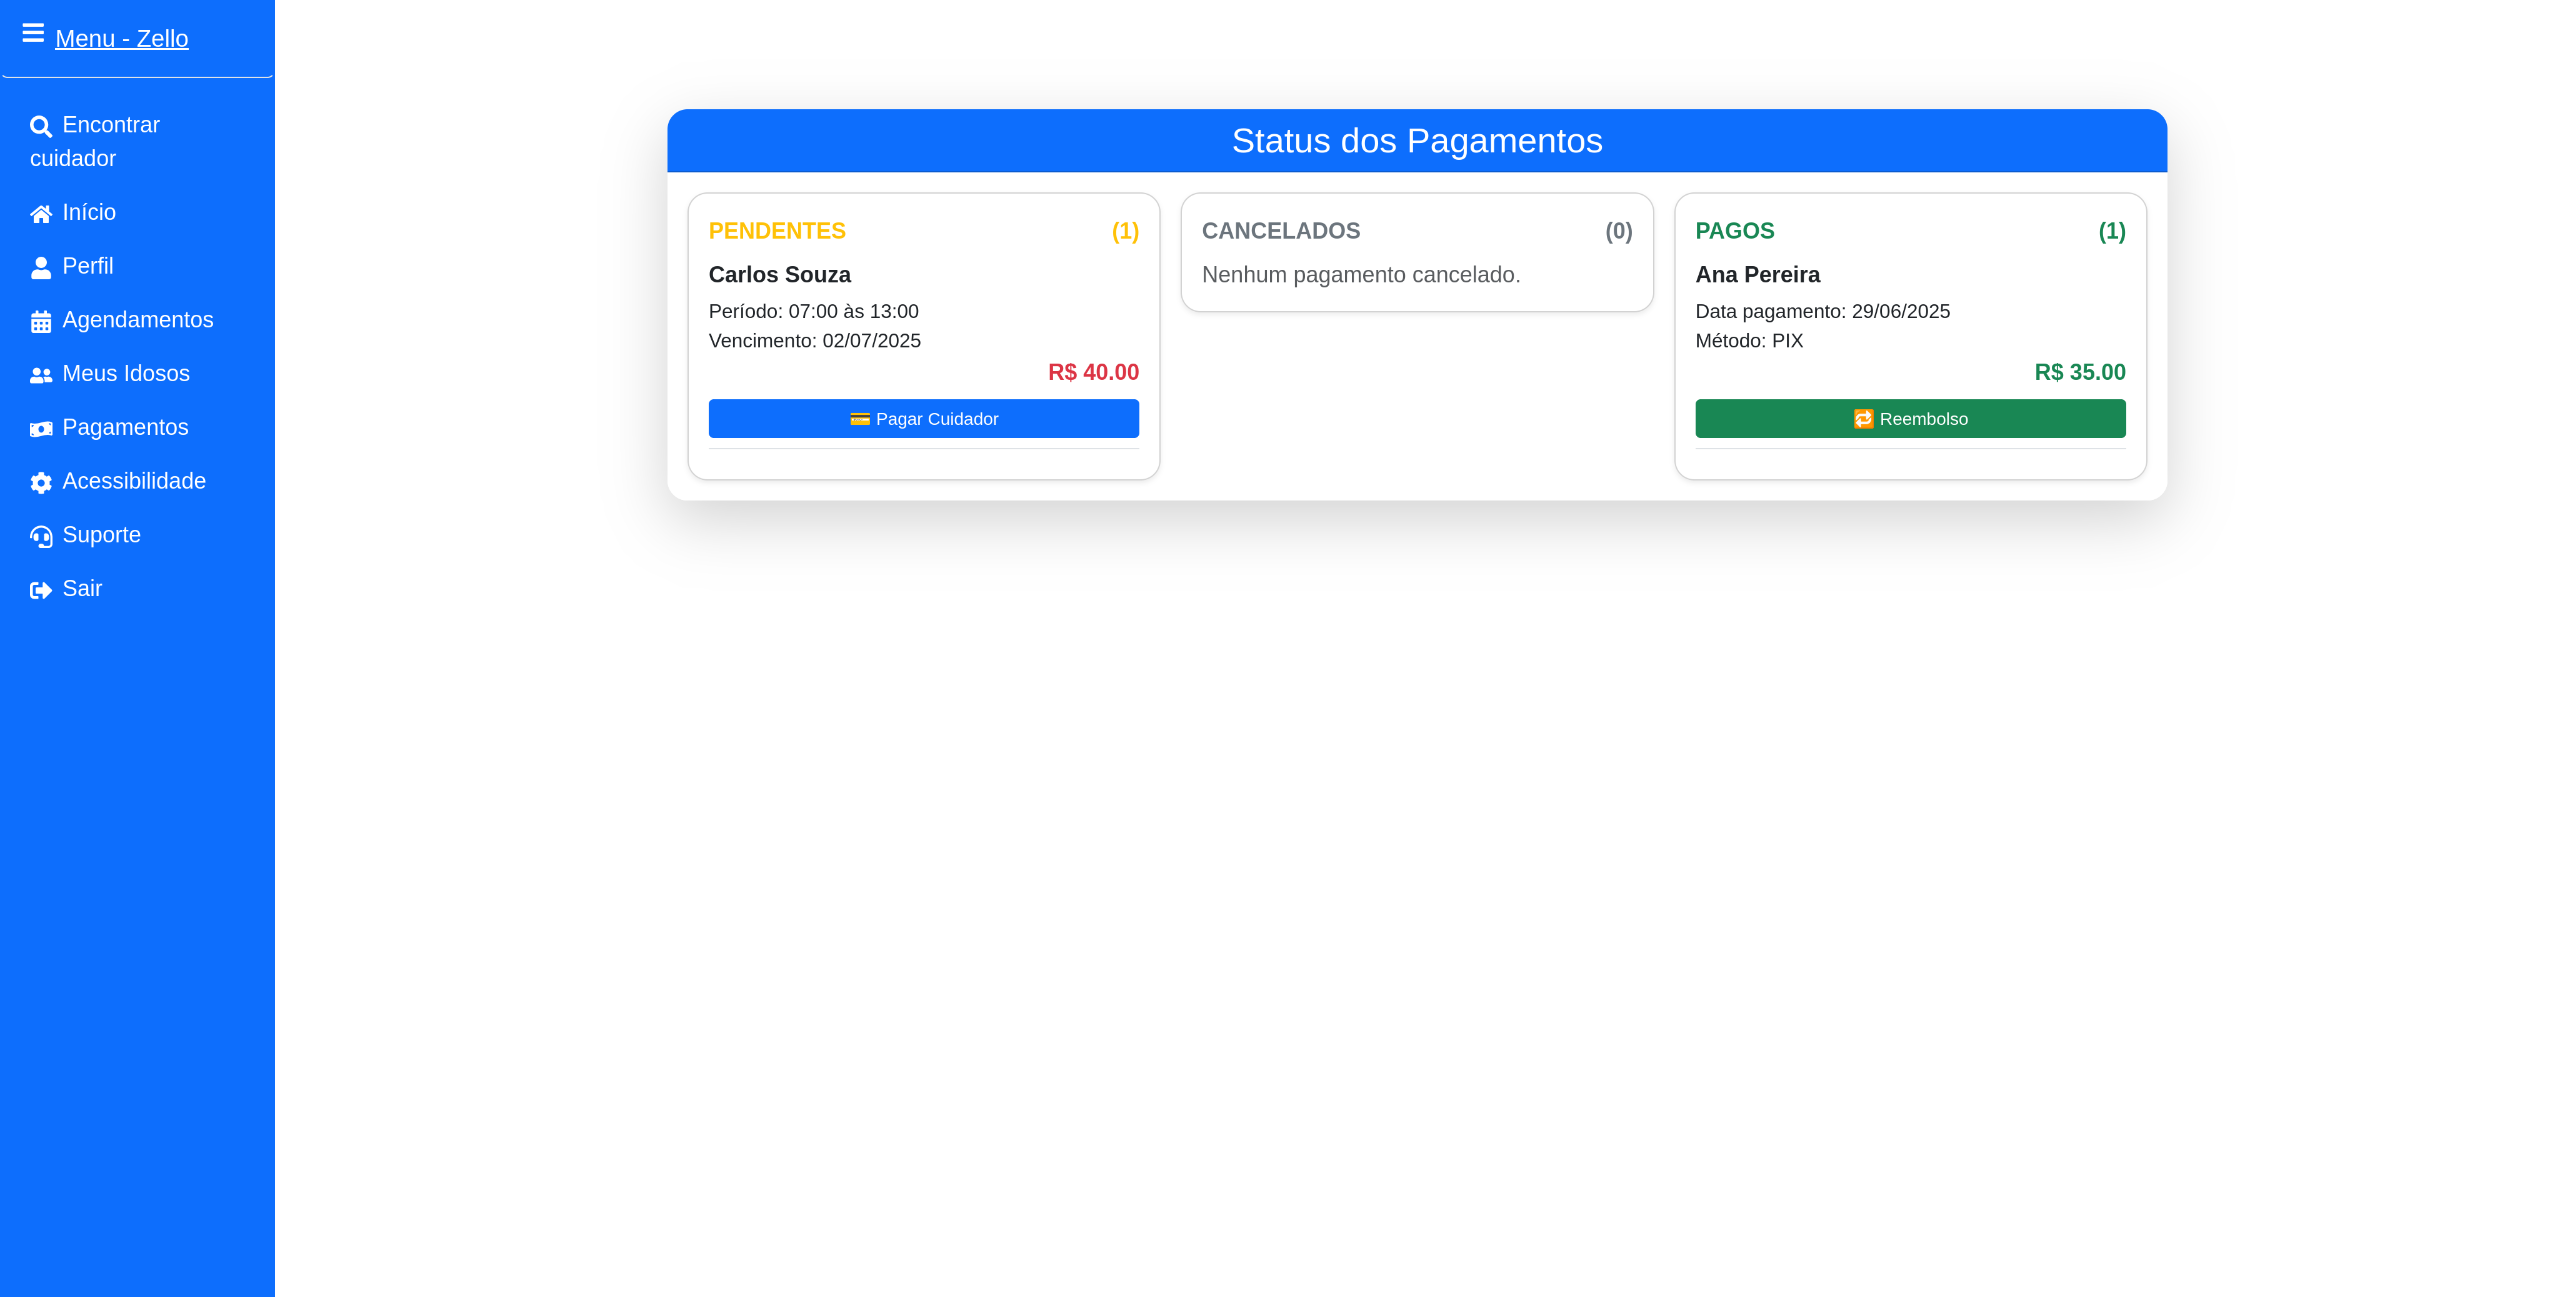 Menu - Zello
Encontrar
cuidador
Início
Perfil
Agendamentos
Meus Idosos
Pagamentos
Acessibilidade
Suporte
Sair
Status dos Pagamentos
PENDENTES (1)
Carlos Souza
Período: 07:00 às 13:00
Vencimento: 02/07/2025
R$ 40.00
💳 Pagar Cuidador
CANCELADOS (0)
Nenhum pagamento cancelado.
PAGOS (1)
Ana Pereira
Data pagamento: 29/06/2025
Método: PIX
R$ 35.00
🔁 Reembolso